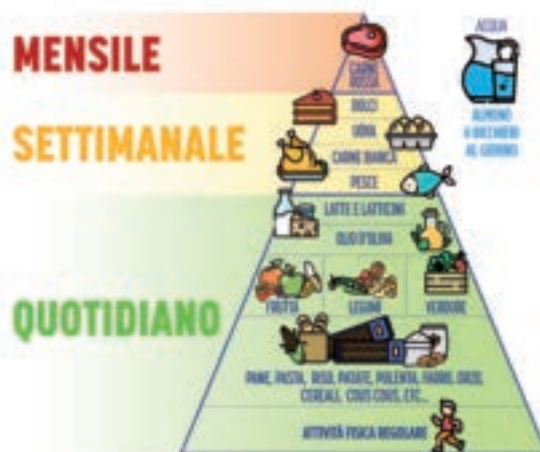 MENSILE
CARNE
ROSSA
ACQUA
ALMENO
6 BICCHIERI
AL GIORNO
SETTIMANALE
DOLCI
UOVA
CARNE BIANCA
PESCE
QUOTIDIANO
LATTE E LATTICINI
OLIO D'OLIVA
FRUTTA
LEGUMI
VERDURE
PANE, PASTA, RISO, PATATE, POLENTA, FARRO, ORZO,
CEREALI, COUS COUS, ETC...
ATTIVITÀ FISICA REGOLARE